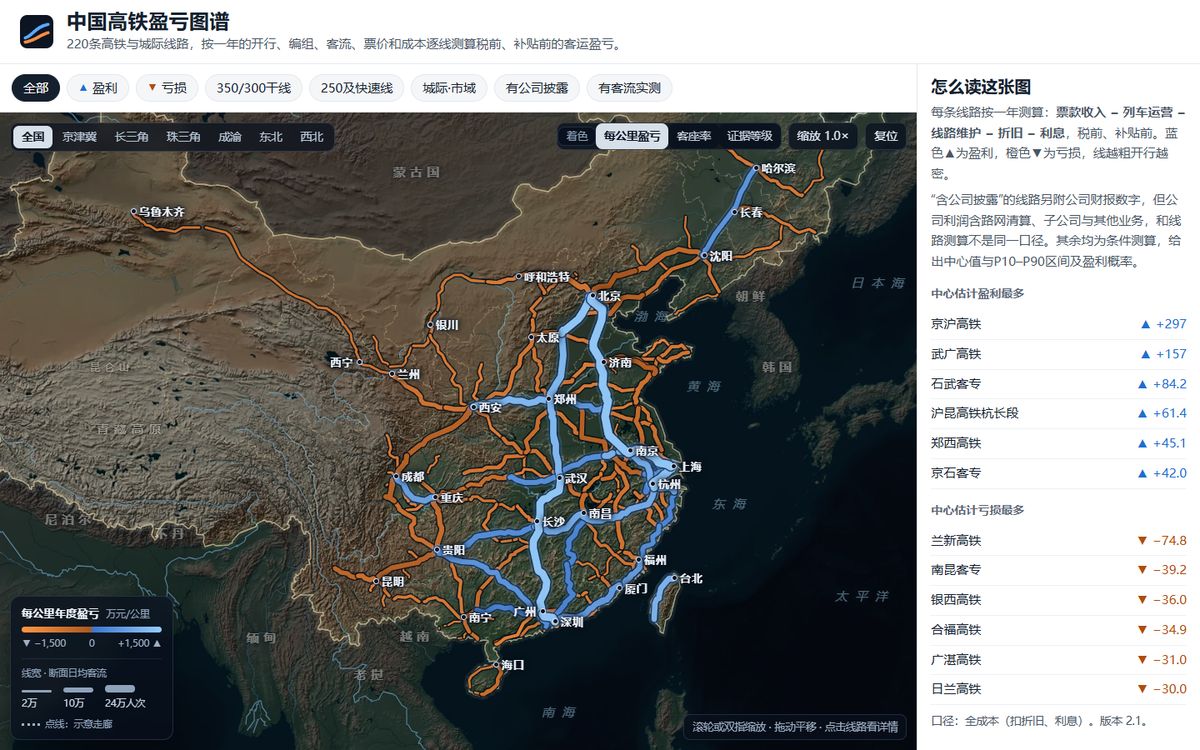 中国高铁盈亏图谱
220条高铁与城际线路，按一年的开行、编组、客流、票价和成本逐线测算税前、补贴前的客运盈亏。
全部
▲ 盈利
▼ 亏损
350/300干线
250及快速线
城际·市域
有公司披露
有客流实测
全国
京津冀
长三角
珠三角
成渝
东北
西北
着色
每公里盈亏
客座率
证据等级
缩放 1.0×
复位
蒙古国
哈尔滨
乌鲁木齐
长春
沈阳
呼和浩特
北京
朝鲜
日本海
渤海
银川
太原
西宁
兰州
济南
韩国
昆仑山
黄海
西安
郑州
青藏高原
南京
上海
成都
武汉
杭州
重庆
东海
尼泊尔
不丹
长沙
南昌
贵阳
福州
昆明
台北
厦门
太平洋
广州
深圳
南宁
缅甸
越南
老挝
海口
南海
每公里年度盈亏 万元/公里
▼ −1,500
0
+1,500 ▲
线宽 · 断面日均客流
2万
10万
24万人次
点线：示意走廊
滚轮或双指缩放 · 拖动平移 · 点击线路看详情
怎么读这张图
每条线路按一年测算：票款收入 − 列车运营 −
线路维护 − 折旧 − 利息，税前、补贴前。蓝
色▲为盈利，橙色▼为亏损，线越粗开行越
密。
“含公司披露”的线路另附公司财报数字，但公
司利润含路网清算、子公司与其他业务，和线
路测算不是同一口径。其余均为条件测算，给
出中心值与P10–P90区间及盈利概率。
中心估计盈利最多
京沪高铁 ▲ +297
武广高铁 ▲ +157
石武客专 ▲ +84.2
沪昆高铁杭长段 ▲ +61.4
郑西高铁 ▲ +45.1
京石客专 ▲ +42.0
中心估计亏损最多
兰新高铁 ▼ −74.8
南昆客专 ▼ −39.2
银西高铁 ▼ −36.0
合福高铁 ▼ −34.9
广湛高铁 ▼ −31.0
日兰高铁 ▼ −30.0
口径：全成本（扣折旧、利息）。版本 2.1。